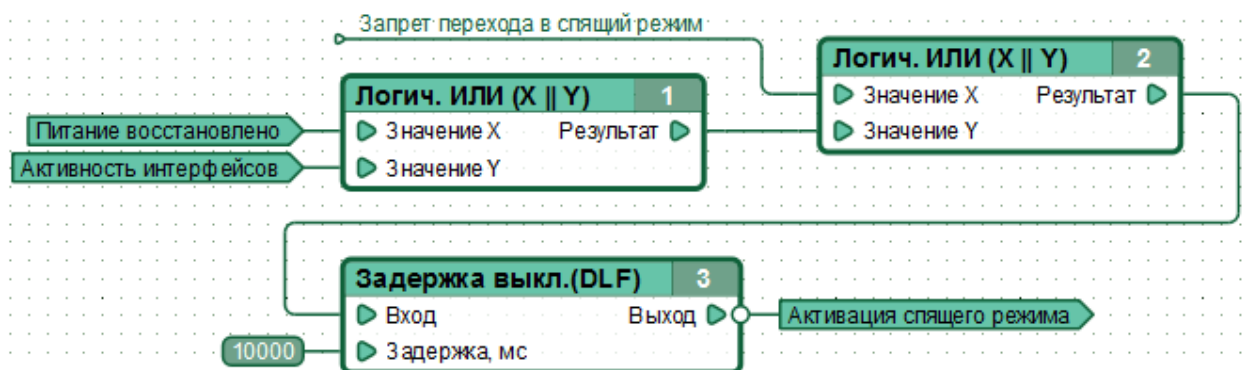 Запрет перехода в спящий режим
Логич. ИЛИ (X || Y) 2
Значение X Результат
Значение Y
Логич. ИЛИ (X || Y) 1
Питание восстановлено
Значение X Результат
Активность интерфейсов
Значение Y
Задержка выкл.(DLF) 3
Вход Выход
Активация спящего режима
10000
Задержка, мс